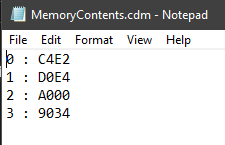 MemoryContents.cdm - Notepad
File Edit Format View Help
0 : C4E2
1 : D0E4
2 : A000
3 : 9034